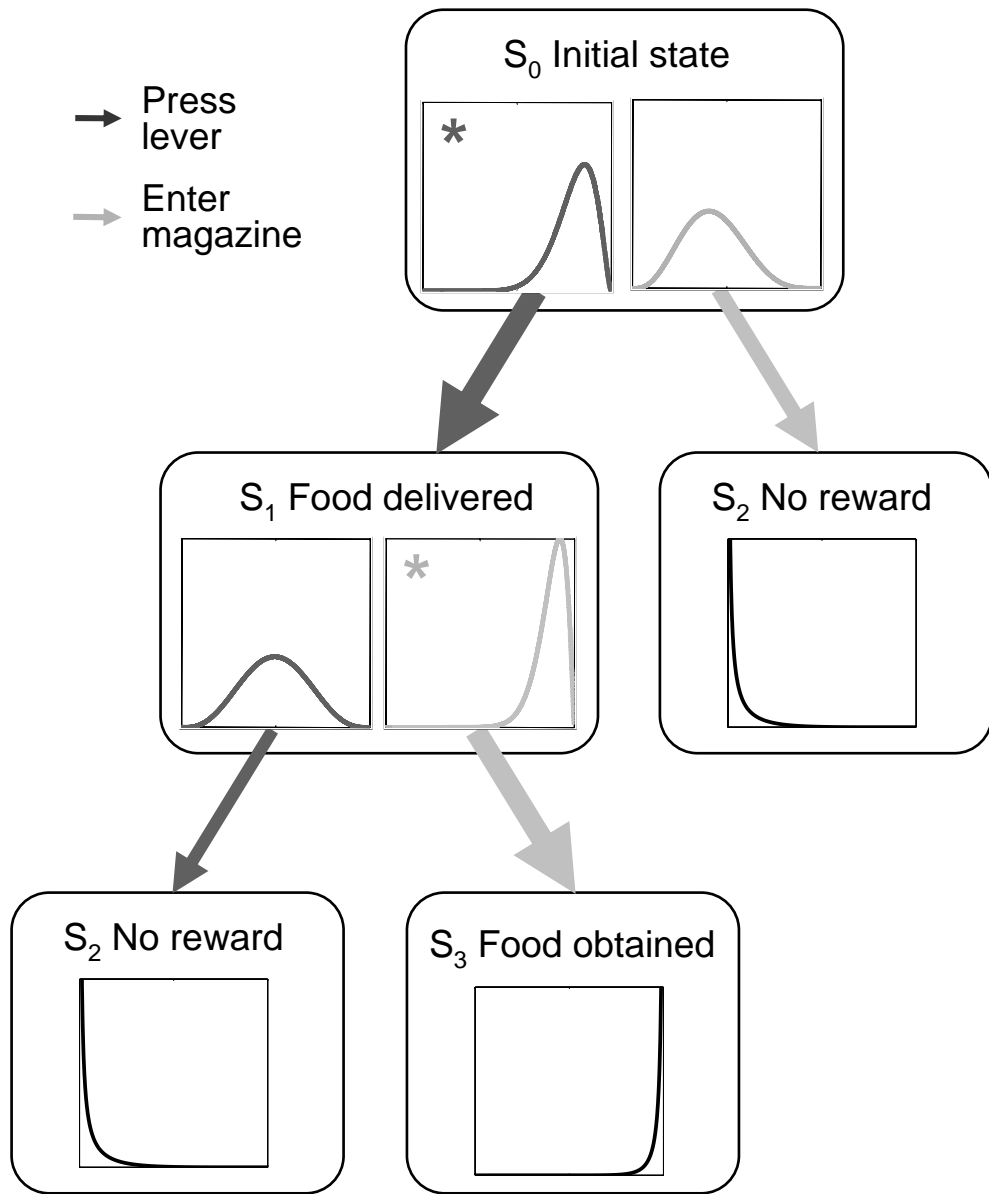 S₀ Initial state
Press
lever
Enter
magazine
*
S₁ Food delivered
*
S₂ No reward
S₂ No reward
S₃ Food obtained